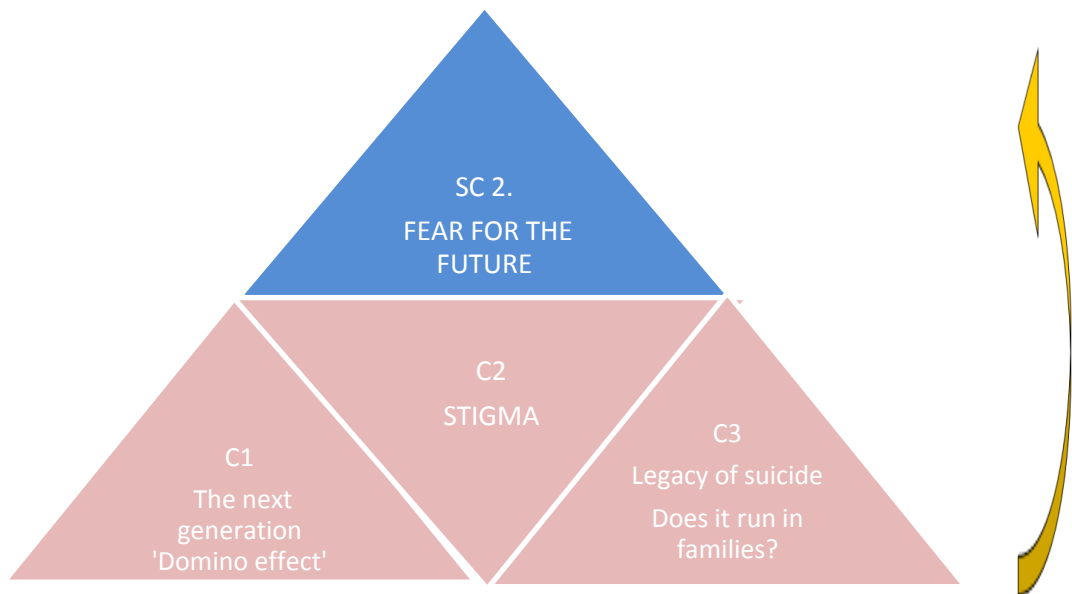 SC 2.
FEAR FOR THE
FUTURE
C1
The next
generation
'Domino effect'
C2
STIGMA
C3
Legacy of suicide
Does it run in
families?